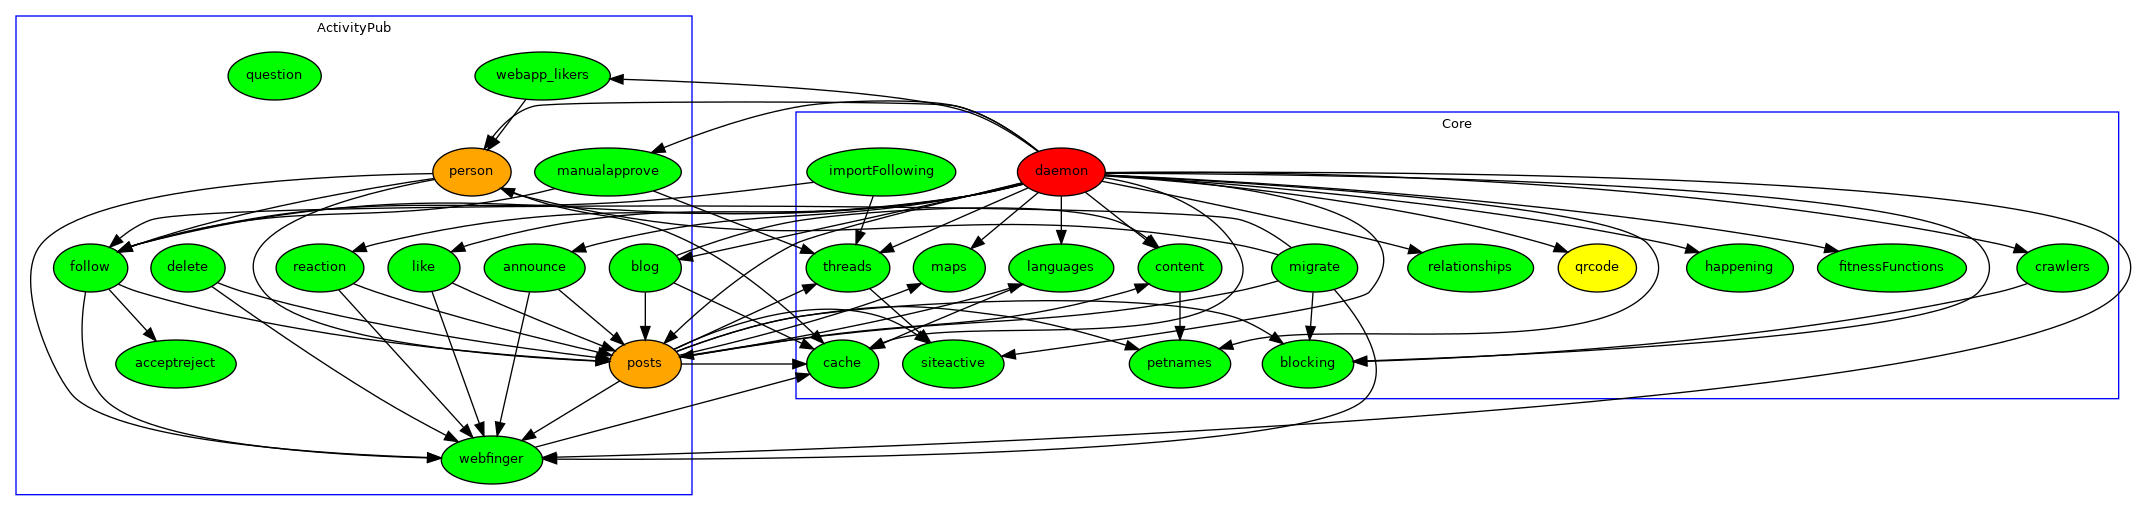 ActivityPub
question
webapp_likers
Core
person
manualapprove
importFollowing
daemon
follow
delete
reaction
like
announce
blog
threads
maps
languages
content
migrate
relationships
qrcode
happening
fitnessFunctions
crawlers
acceptreject
posts
cache
siteactive
petnames
blocking
webfinger